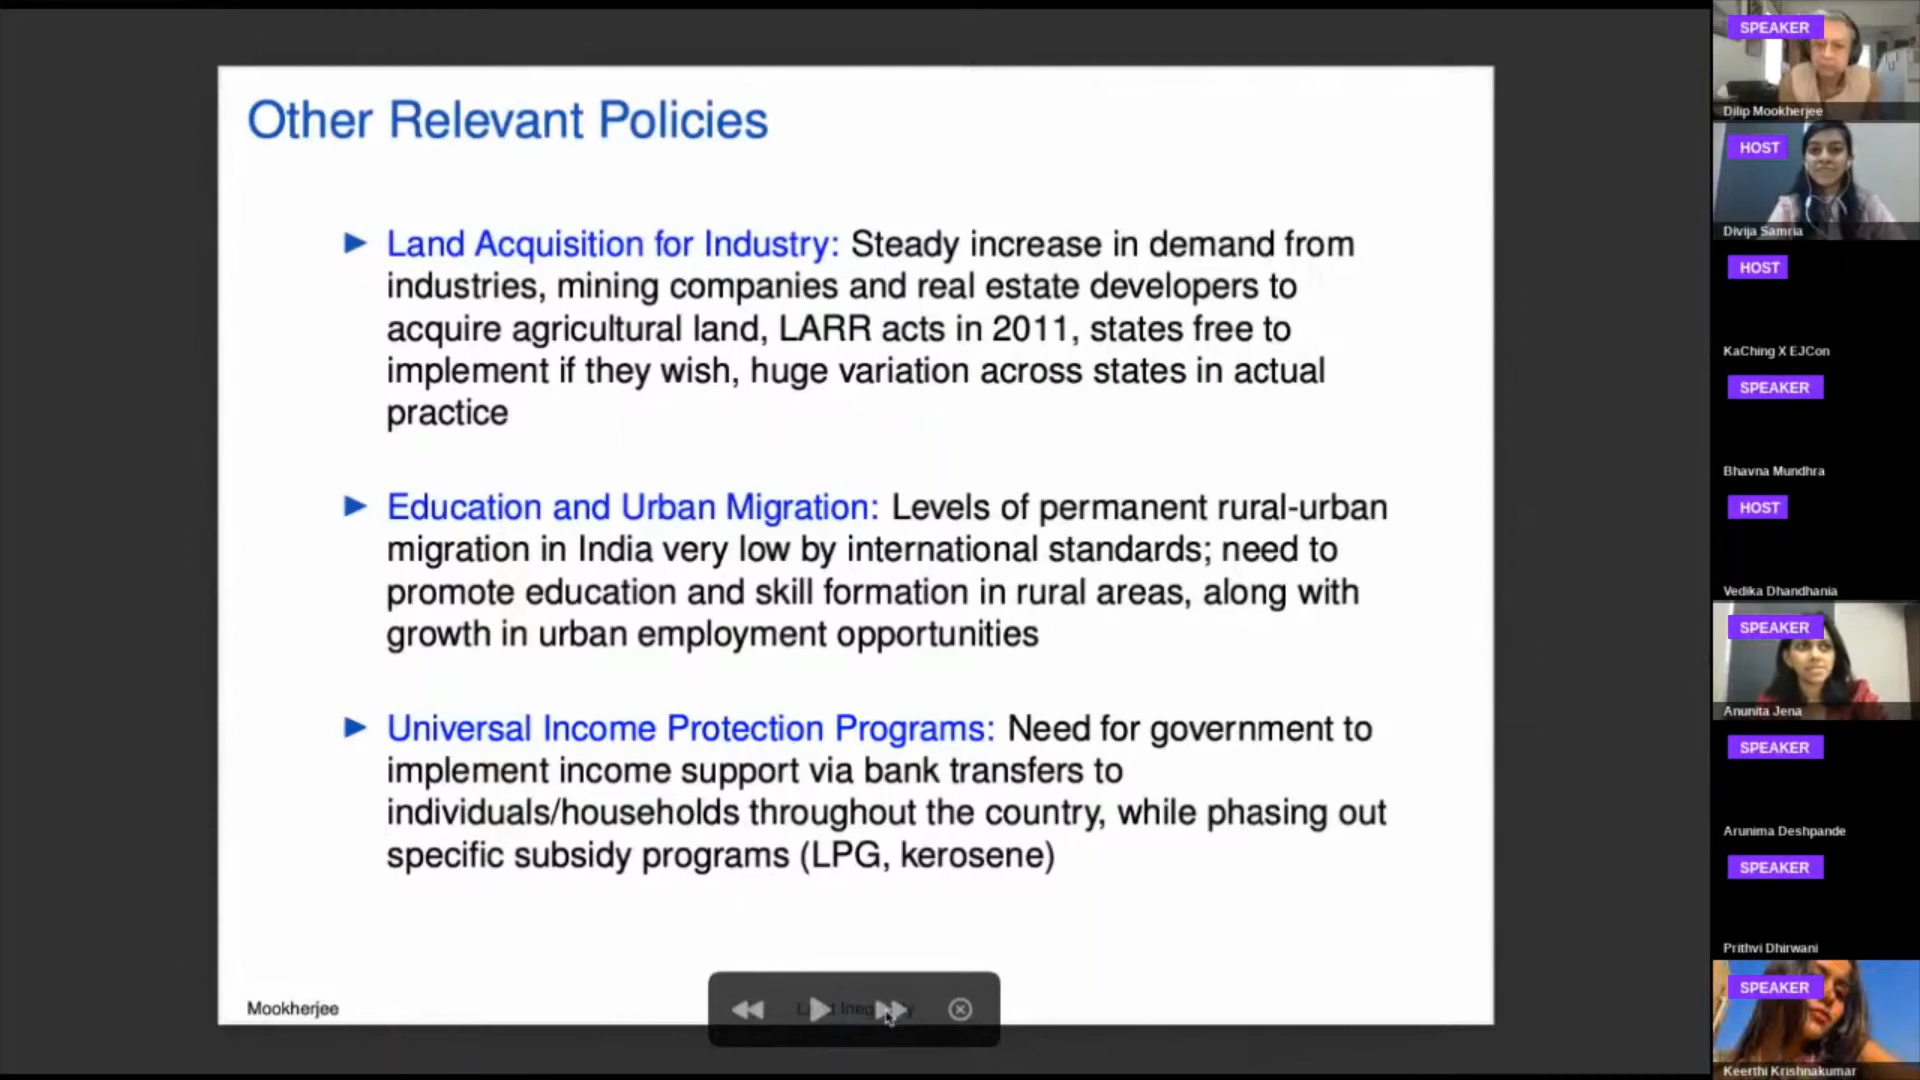 Other Relevant Policies
▶ Land Acquisition for Industry: Steady increase in demand from
industries, mining companies and real estate developers to
acquire agricultural land, LARR acts in 2011, states free to
implement if they wish, huge variation across states in actual
practice
▶ Education and Urban Migration: Levels of permanent rural-urban
migration in India very low by international standards; need to
promote education and skill formation in rural areas, along with
growth in urban employment opportunities
▶ Universal Income Protection Programs: Need for government to
implement income support via bank transfers to
individuals/households throughout the country, while phasing out
specific subsidy programs (LPG, kerosene)
Mookherjee
SPEAKER
Dilip Mookherjee
HOST
Divija Samria
HOST
KaChing X EJCon
SPEAKER
Bhavna Mundhra
HOST
Vedika Dhandhania
SPEAKER
Anunita Jena
SPEAKER
Arunima Deshpande
SPEAKER
Prithvi Dhirwani
SPEAKER
Keerthi Krishnakumar